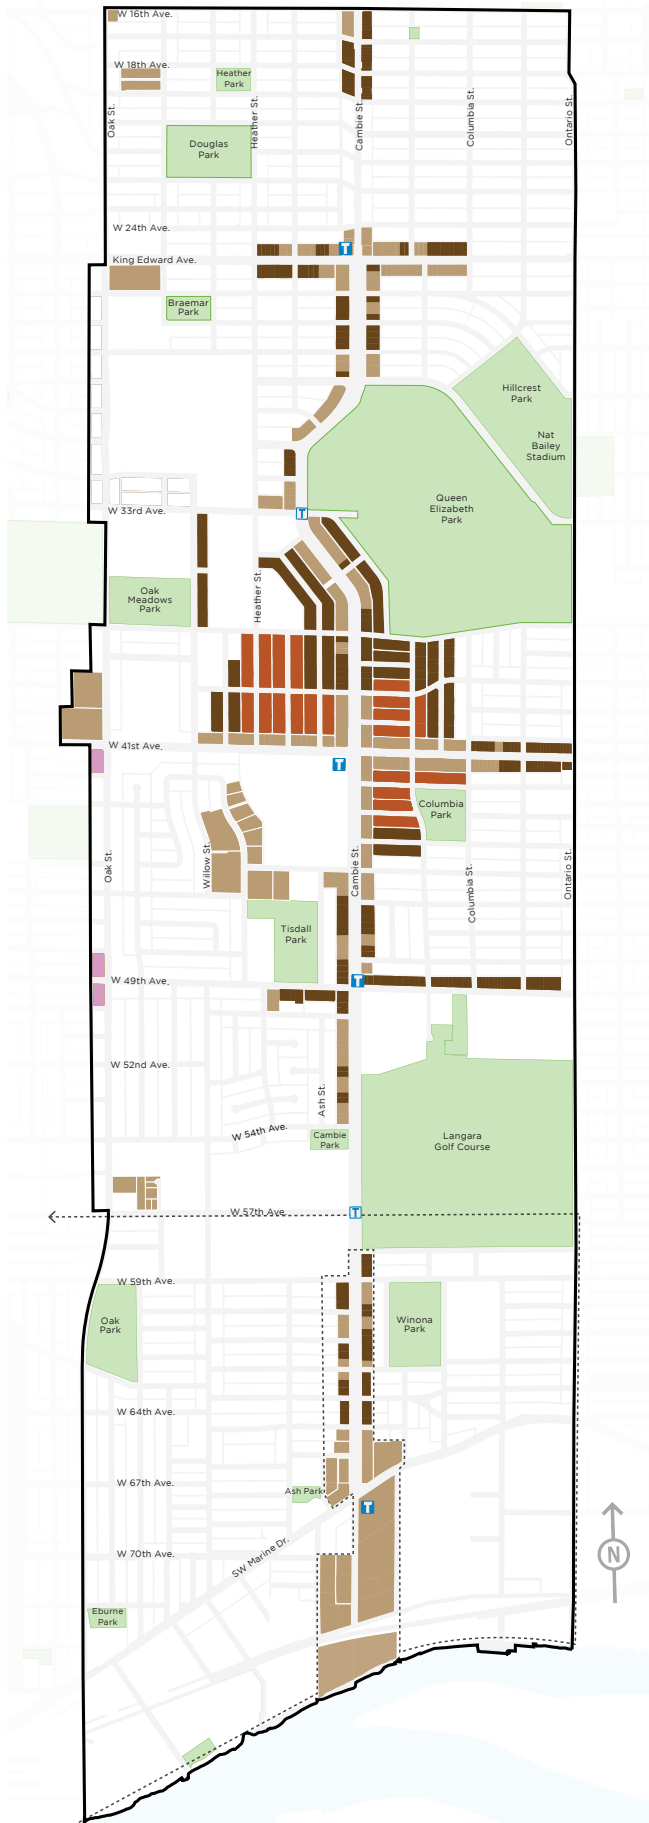 W 16th Ave.
W 18th Ave.
Heather
Park
Oak St.
Heather St.
Cambie St.
Columbia St.
Ontario St.
Douglas
Park
W 24th Ave.
T
King Edward Ave.
Braemar
Park
Hillcrest
Park
Nat
Bailey
Stadium
Queen
Elizabeth
Park
W 33rd Ave.
T
Oak
Meadows
Park
Heather St.
W 41st Ave.
T
Columbia
Park
Oak St.
Willow St.
Cambie St.
Columbia St.
Ontario St.
Tisdall
Park
W 49th Ave.
T
W 52nd Ave.
Ash St.
W 54th Ave.
Cambie
Park
Langara
Golf Course
W 57th Ave.
T
W 59th Ave.
Oak
Park
Winona
Park
W 64th Ave.
W 67th Ave.
Ash Park
T
SW Marine Dr.
W 70th Ave.
N
Eburne
Park